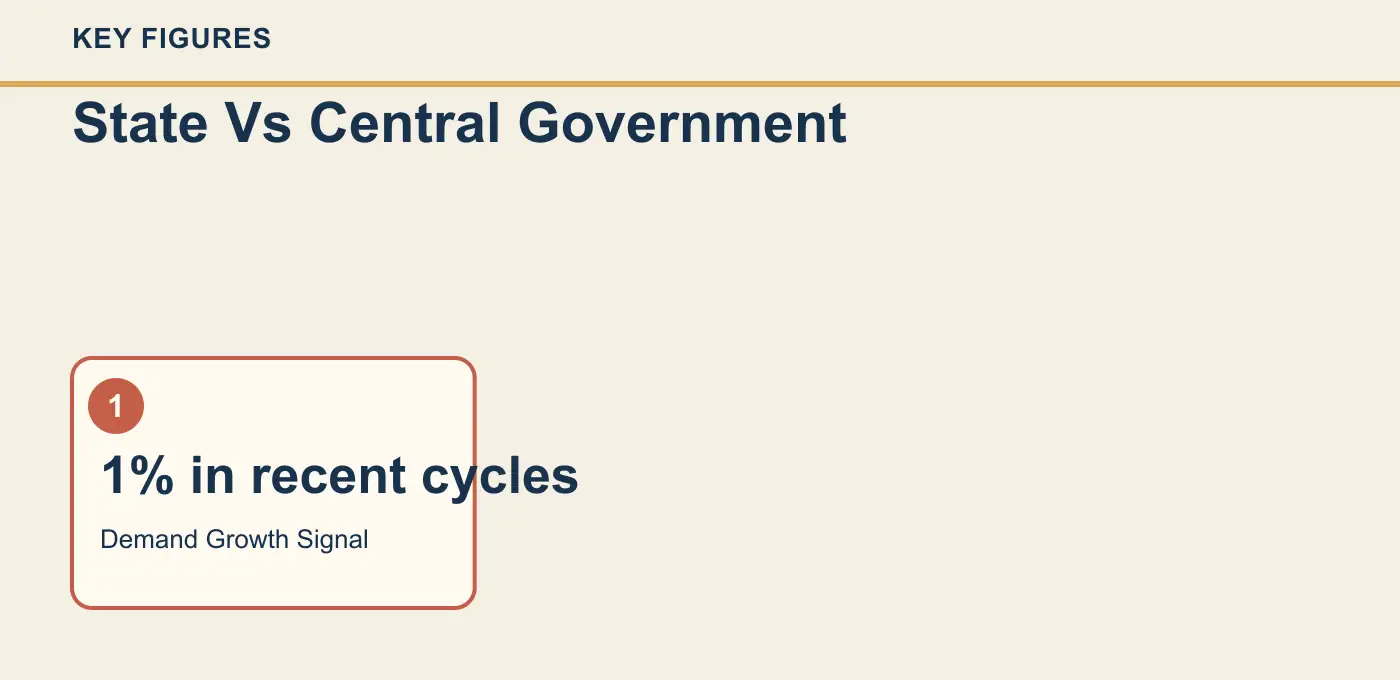 KEY FIGURES
State Vs Central Government
1
1% in recent cycles
Demand Growth Signal